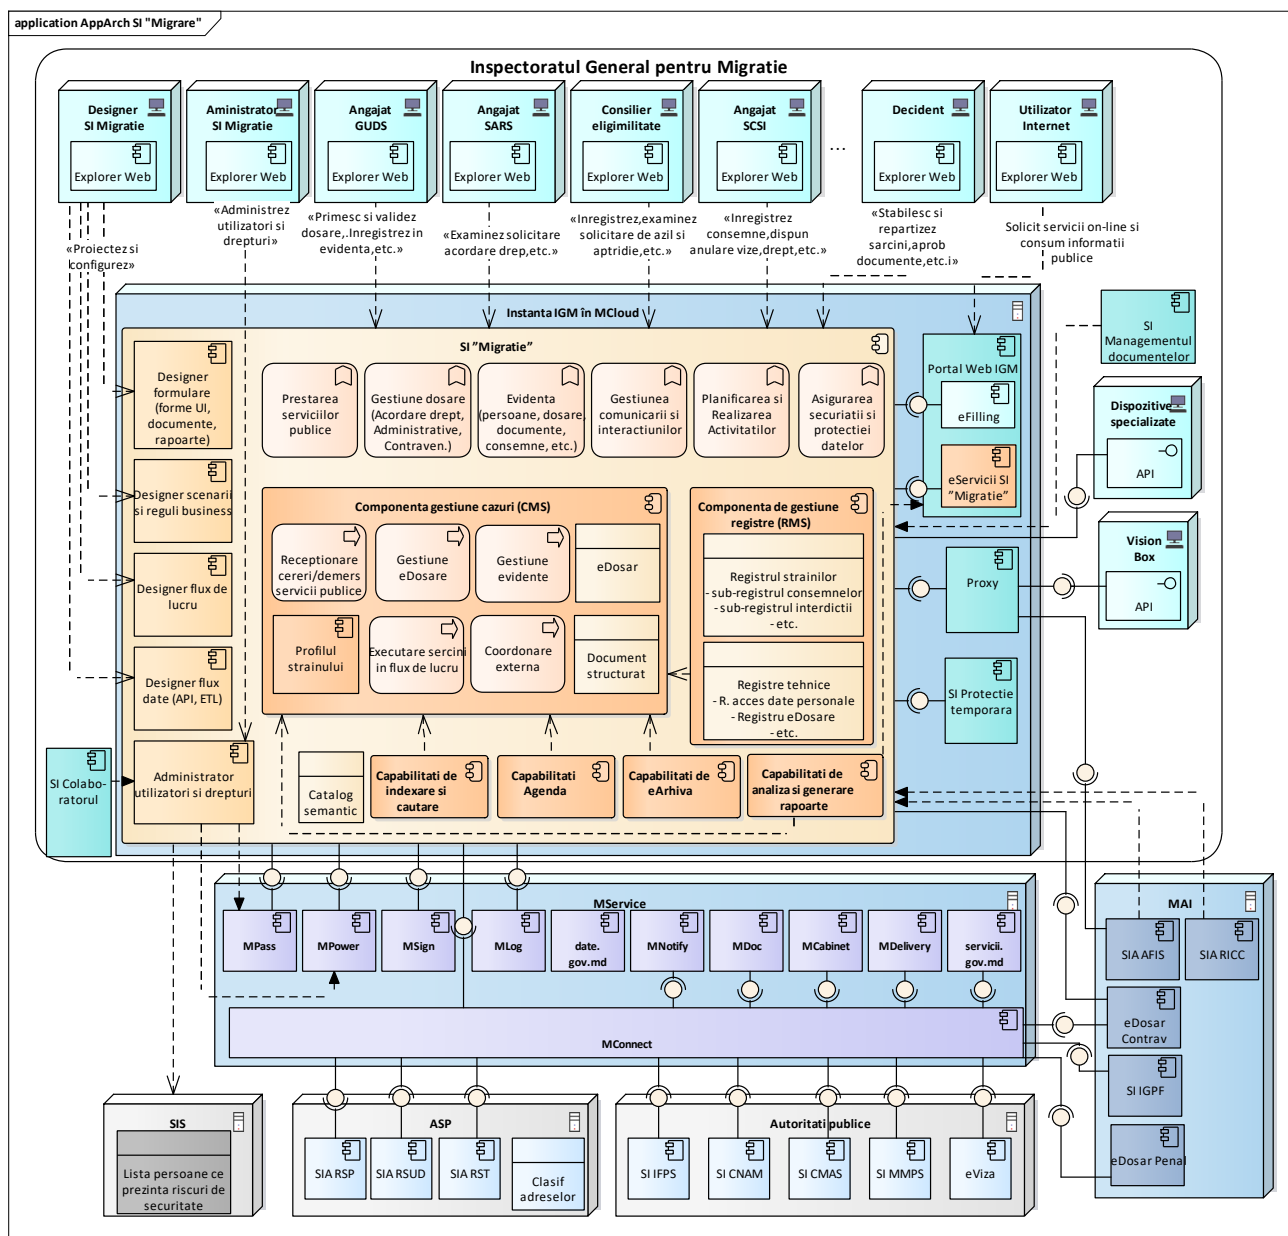 application AppArch SI "Migrare"
Inspectoratul General pentru Migratie
Designer
SI Migratie
Explorer Web
Aministrator
SI Migratie
Explorer Web
Angajat
GUDS
Explorer Web
Angajat
SARS
Explorer Web
Consilier
eligimilitate
Explorer Web
Angajat
SCSI
Explorer Web
...
Decident
Explorer Web
Utilizator
Internet
Explorer Web
«Proiectez si
configurez»
«Administrez
utilizatori si
drepturi»
«Primesc si validez
dosare,.Inregistrez in
evidenta,etc.»
«Examinez solicitare
acordare drep,etc.»
«Inregistrez,examinez
solicitare de azil si
aptridie,etc.»
«Inregistrez
consemne,dispun
anulare vize,drept,etc.»
«Stabilesc si
repartizez
sarcini,aprob
documente,etc.i»
Solicit servicii on-line si
consum informatii
publice
Instanta IGM în MCloud
SI ”Migratie”
Designer
formulare
(forme UI,
documente,
rapoarte)
Designer scenarii
si reguli business
Designer flux de
lucru
Designer flux
date (API, ETL)
Administrator
utilizatori si drepturi
SI Colabo-
ratorul
Prestarea
serviciilor
publice
Gestiune dosare
(Acordare drept,
Administrative,
Contraven.)
Evidenta
(persoane, dosare,
documente,
consemne, etc.)
Gestiunea
comunicarii si
interactiunilor
Planificarea si
Realizarea
Activitatilor
Asigurarea
securiatii si
protectiei
datelor
Componenta gestiune cazuri (CMS)
Receptionare
cereri/demers
servicii publice
Gestiune
eDosare
Gestiune
evidente
eDosar
Profilul
strainului
Executare sercini
in flux de lucru
Coordonare
externa
Document
structurat
Componenta de gestiune
registre (RMS)
Registrul strainilor
- sub-registrul consemnelor
- sub-registrul interdictii
- etc.
Registre tehnice
- R. acces date personale
- Registru eDosare
- etc.
Catalog
semantic
Capabilitati de
indexare si
cautare
Capabilitati
Agenda
Capabilitati de
eArhiva
Capabilitati de
analiza si generare
rapoarte
Portal Web IGM
eFilling
eServicii SI
”Migratie”
Proxy
SI Protectie
temporara
SI
Managementul
documentelor
Dispozitive
specializate
API
Vision
Box
API
MService
MPass
MPower
MSign
MLog
date.
gov.md
MNotify
MDoc
MCabinet
MDelivery
servicii.
gov.md
MConnect
MAI
SIA AFIS
SIA RICC
eDosar
Contrav
SI IGPF
eDosar Penal
SIS
Lista persoane ce
prezinta riscuri de
securitate
ASP
SIA RSP
SIA RSUD
SIA RST
Clasif
adreselor
Autoritati publice
SI IFPS
SI CNAM
SI CMAS
SI MMPS
eViza